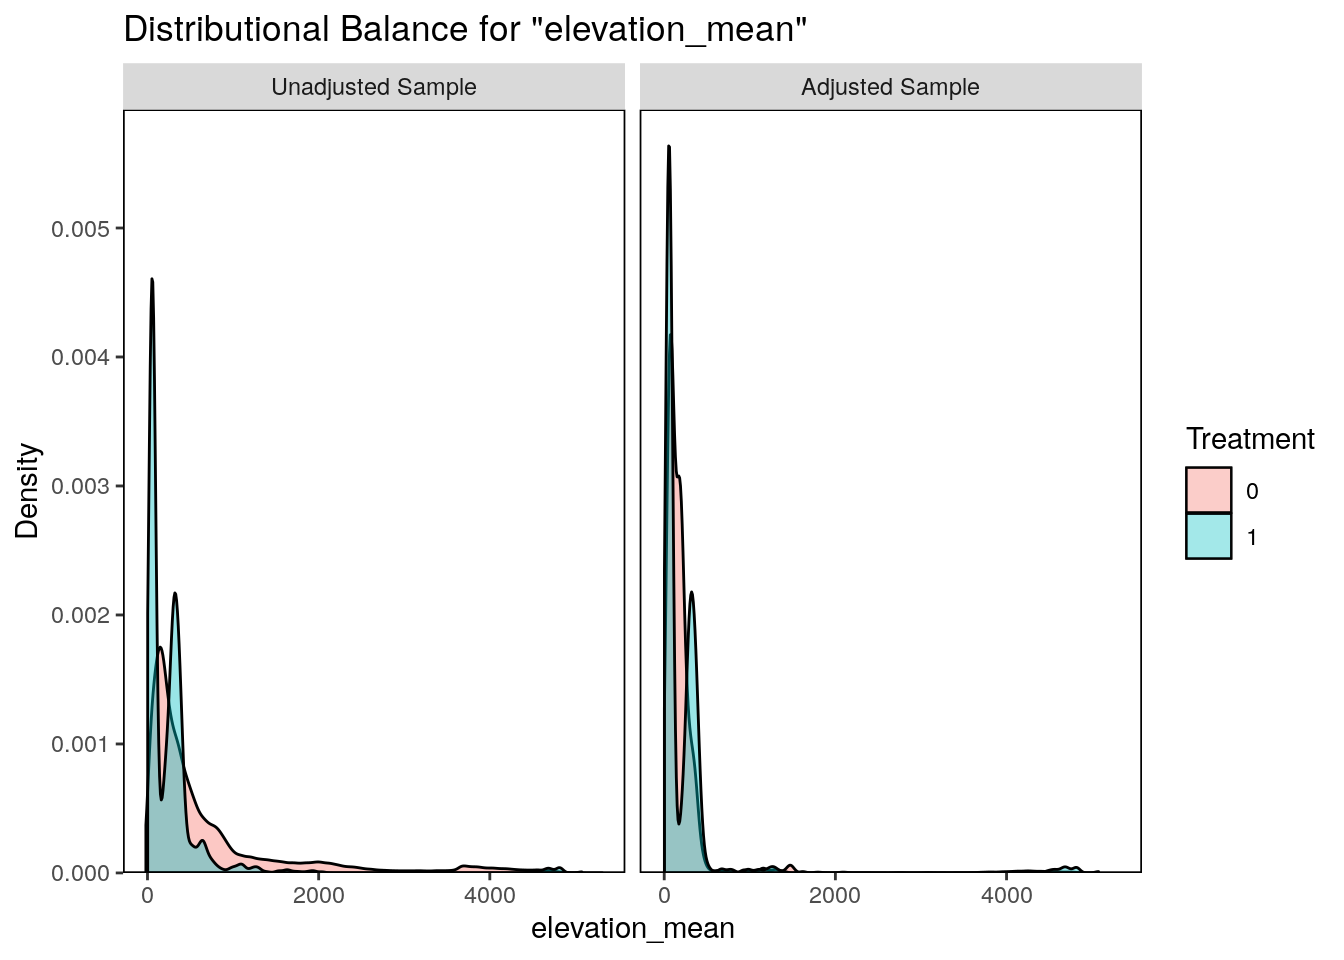 Distributional Balance for "elevation_mean"
Unadjusted Sample
Adjusted Sample
Density
0.005
0.004
0.003
0.002
0.001
0.000
0
2000
4000
0
2000
4000
elevation_mean
Treatment
0
1